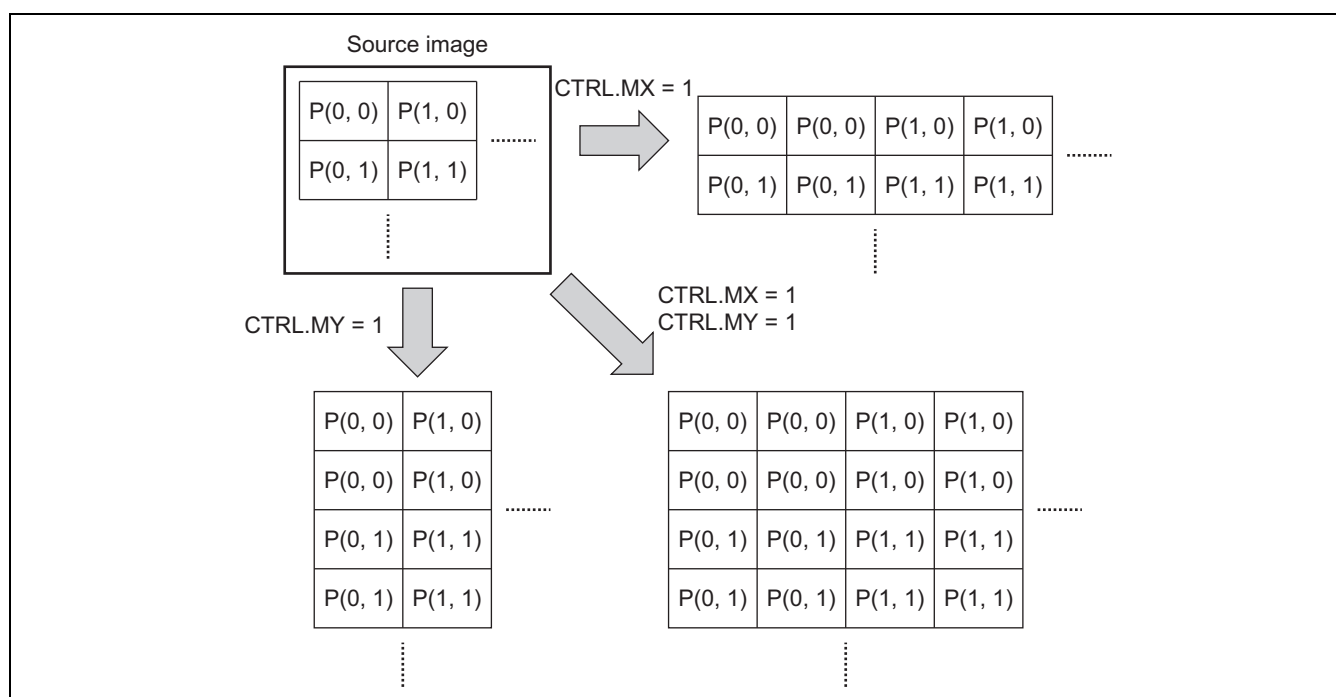 Source image
P(0, 0) P(1, 0)
P(0, 1) P(1, 1)
CTRL.MX = 1
P(0, 0) P(0, 0) P(1, 0) P(1, 0)
P(0, 1) P(0, 1) P(1, 1) P(1, 1)
CTRL.MY = 1
CTRL.MX = 1
CTRL.MY = 1
P(0, 0) P(1, 0)
P(0, 0) P(1, 0)
P(0, 1) P(1, 1)
P(0, 1) P(1, 1)
P(0, 0) P(0, 0) P(1, 0) P(1, 0)
P(0, 0) P(0, 0) P(1, 0) P(1, 0)
P(0, 1) P(0, 1) P(1, 1) P(1, 1)
P(0, 1) P(0, 1) P(1, 1) P(1, 1)